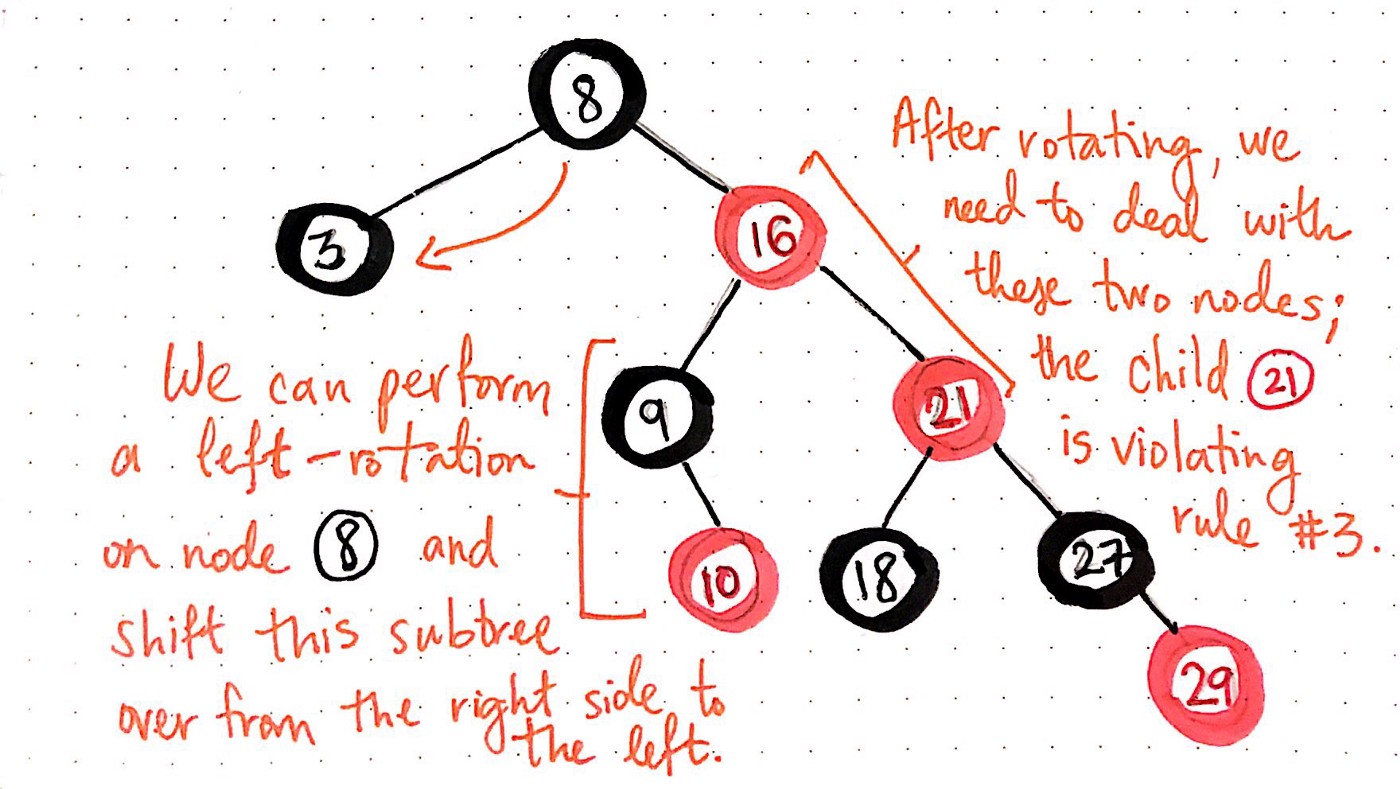 8
3
16
9
21
10
18
27
29
After rotating, we
need to deal with
these two nodes;
the child 21
is violating
rule #3.
We can perform
a left-rotation
on node 8 and
shift this subtree
over from the right side to
the left.